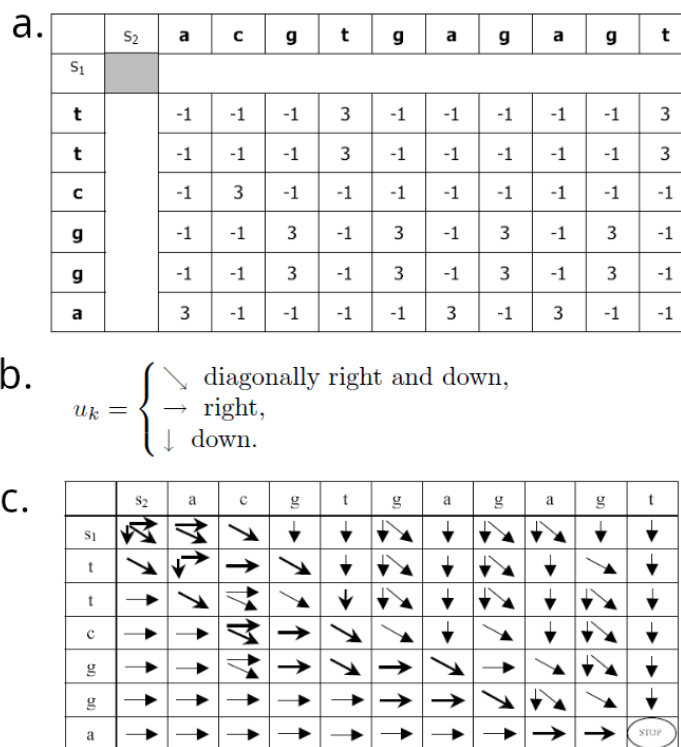 a.
S₂ a c g t g a g a g t
S₁
t -1 -1 -1 3 -1 -1 -1 -1 -1 3
t -1 -1 -1 3 -1 -1 -1 -1 -1 3
c -1 3 -1 -1 -1 -1 -1 -1 -1 -1
g -1 -1 3 -1 3 -1 3 -1 3 -1
g -1 -1 3 -1 3 -1 3 -1 3 -1
a 3 -1 -1 -1 -1 3 -1 3 -1 -1
b.
uₖ = { ↘ diagonally right and down,
→ right,
↓ down.
c.
s₂ a c g t g a g a g t
s₁
t
t
c
g
g
a STOP